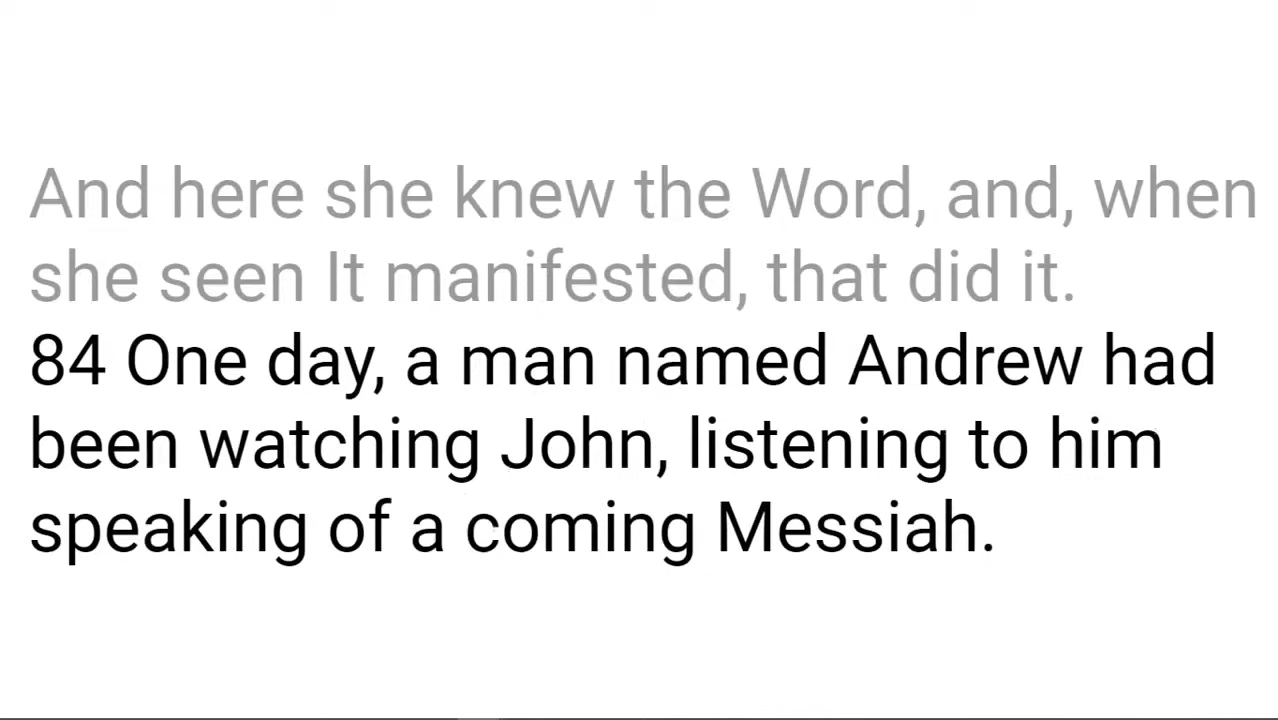 And here she knew the Word, and, when
she seen It manifested, that did it.
84 One day, a man named Andrew had
been watching John, listening to him
speaking of a coming Messiah.